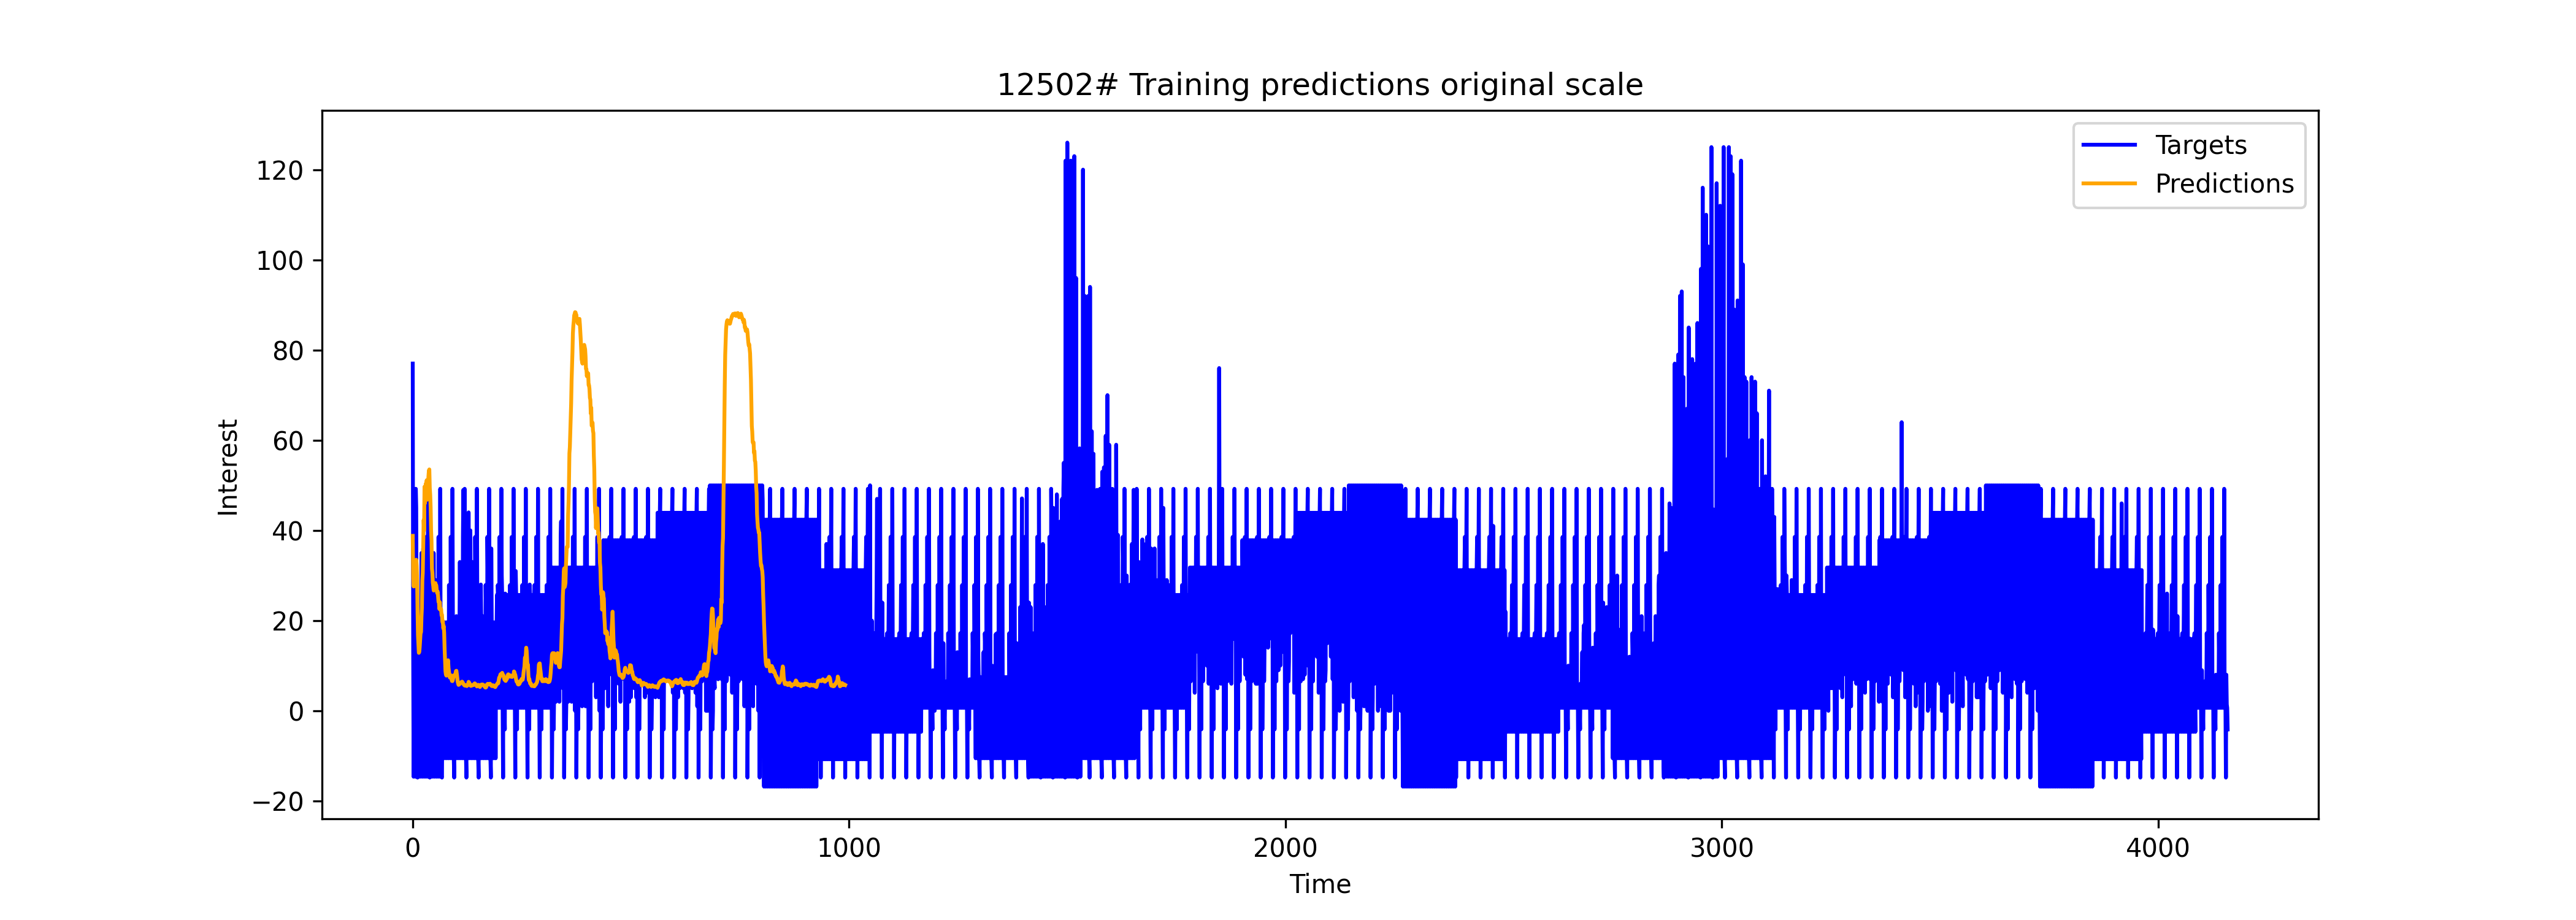 12502# Training predictions original scale
Targets
Predictions
120
100
80
60
40
20
0
−20
Interest
0
1000
2000
3000
4000
Time